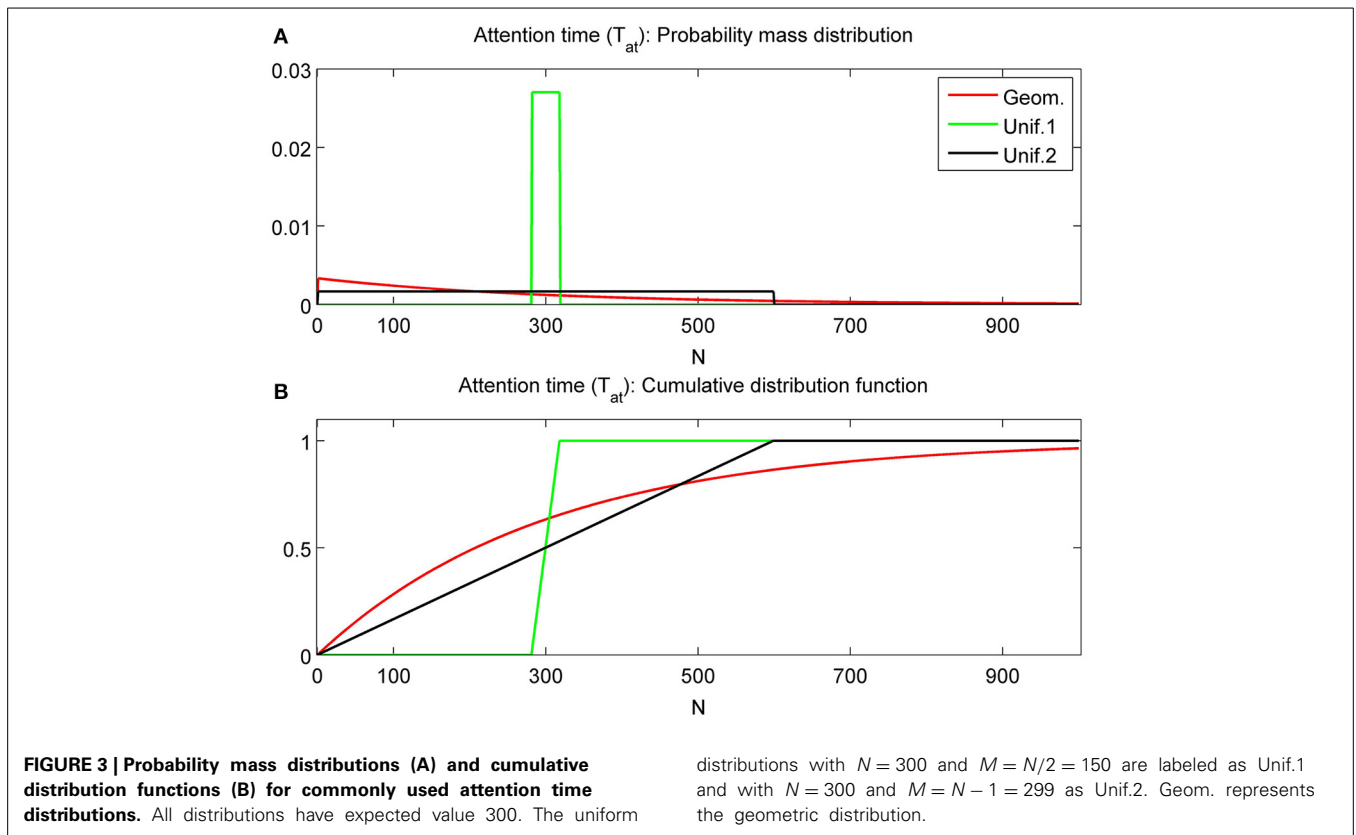 A
Attention time (Tat): Probability mass distribution
0.03
0.02
0.01
0
Geom.
Unif.1
Unif.2
0 100 300 500 700 900
N
B
Attention time (Tat): Cumulative distribution function
1
0.5
0
0 100 300 500 700 900
N
FIGURE 3 | Probability mass distributions (A) and cumulative
distribution functions (B) for commonly used attention time
distributions. All distributions have expected value 300. The uniform
distributions with N = 300 and M = N/2 = 150 are labeled as Unif.1
and with N = 300 and M = N − 1 = 299 as Unif.2. Geom. represents
the geometric distribution.